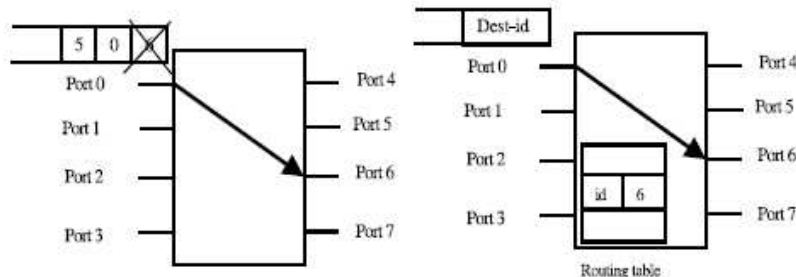 5 0 6
Port 0
Port 1
Port 2
Port 3
Port 4
Port 5
Port 6
Port 7
Dest-id
Port 0
Port 1
Port 2
Port 3
id 6
Port 4
Port 5
Port 6
Port 7
Routing table